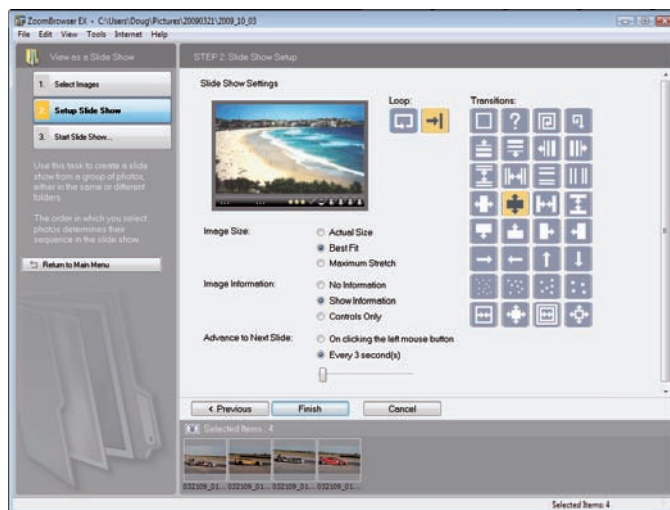 ZoomBrowser EX - C:\Users\Doug\Pictures\20090321\2009_10_03
File Edit View Tools Internet Help
View as a Slide Show
1. Select Images
2. Setup Slide Show
3. Start Slide Show...
Use this task to create a slide
show from a group of photos,
either in the same or different
folders.
The order in which you select
photos determines their
sequence in the slide show.
Return to Main Menu
STEP 2: Slide Show Setup
Slide Show Settings
Loop:
Transitions:
?
Image Size:
Actual Size
Best Fit
Maximum Stretch
Image Information:
No Information
Show Information
Controls Only
Advance to Next Slide:
On clicking the left mouse button
Every 3 second(s)
< Previous
Finish
Cancel
Selected Items : 4
032109_01... 032109_01... 032109_01... 032109_01...
Selected Items: 4